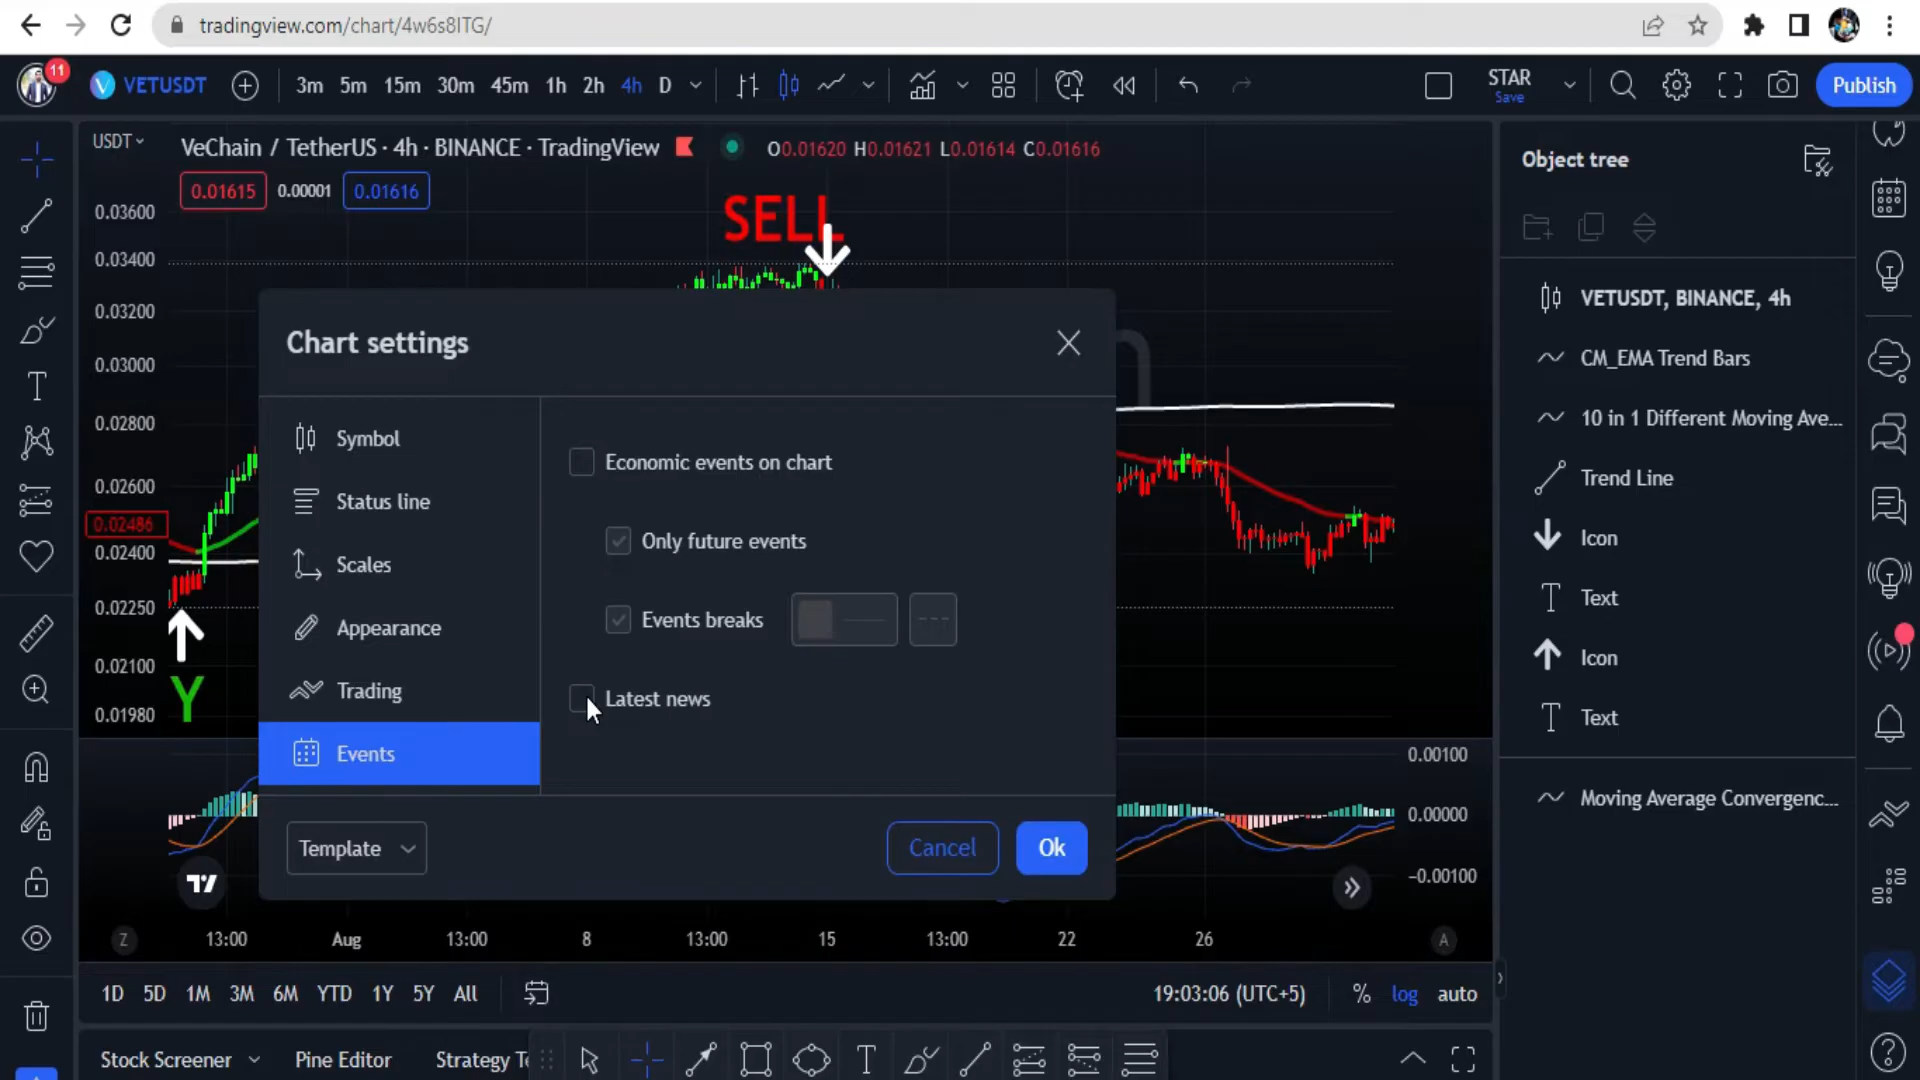 tradingview.com/chart/4w6s8ITG/
11
VETUSDT
3m 5m 15m 30m 45m 1h 2h 4h D
STAR
Save
Publish
USDT
VeChain / TetherUS · 4h · BINANCE · TradingView
O0.01620 H0.01621 L0.01614 C0.01616
0.01615 0.00001 0.01616
SELL
0.03600
0.03400
0.03200
0.03000
0.02800
0.02600
0.02486
0.02400
0.02250
0.02100
0.01980
Y
Chart settings
Symbol
Status line
Scales
Appearance
Trading
Events
Economic events on chart
Only future events
Events breaks
Latest news
Template
Cancel
Ok
0.00100
0.00000
−0.00100
Z
13:00 Aug 13:00 8 13:00 15 13:00 22 26
A
1D 5D 1M 3M 6M YTD 1Y 5Y All
19:03:06 (UTC+5)
% log auto
Stock Screener Pine Editor Strategy Te
Object tree
VETUSDT, BINANCE, 4h
CM_EMA Trend Bars
10 in 1 Different Moving Ave...
Trend Line
Icon
Text
Icon
Text
Moving Average Convergenc...